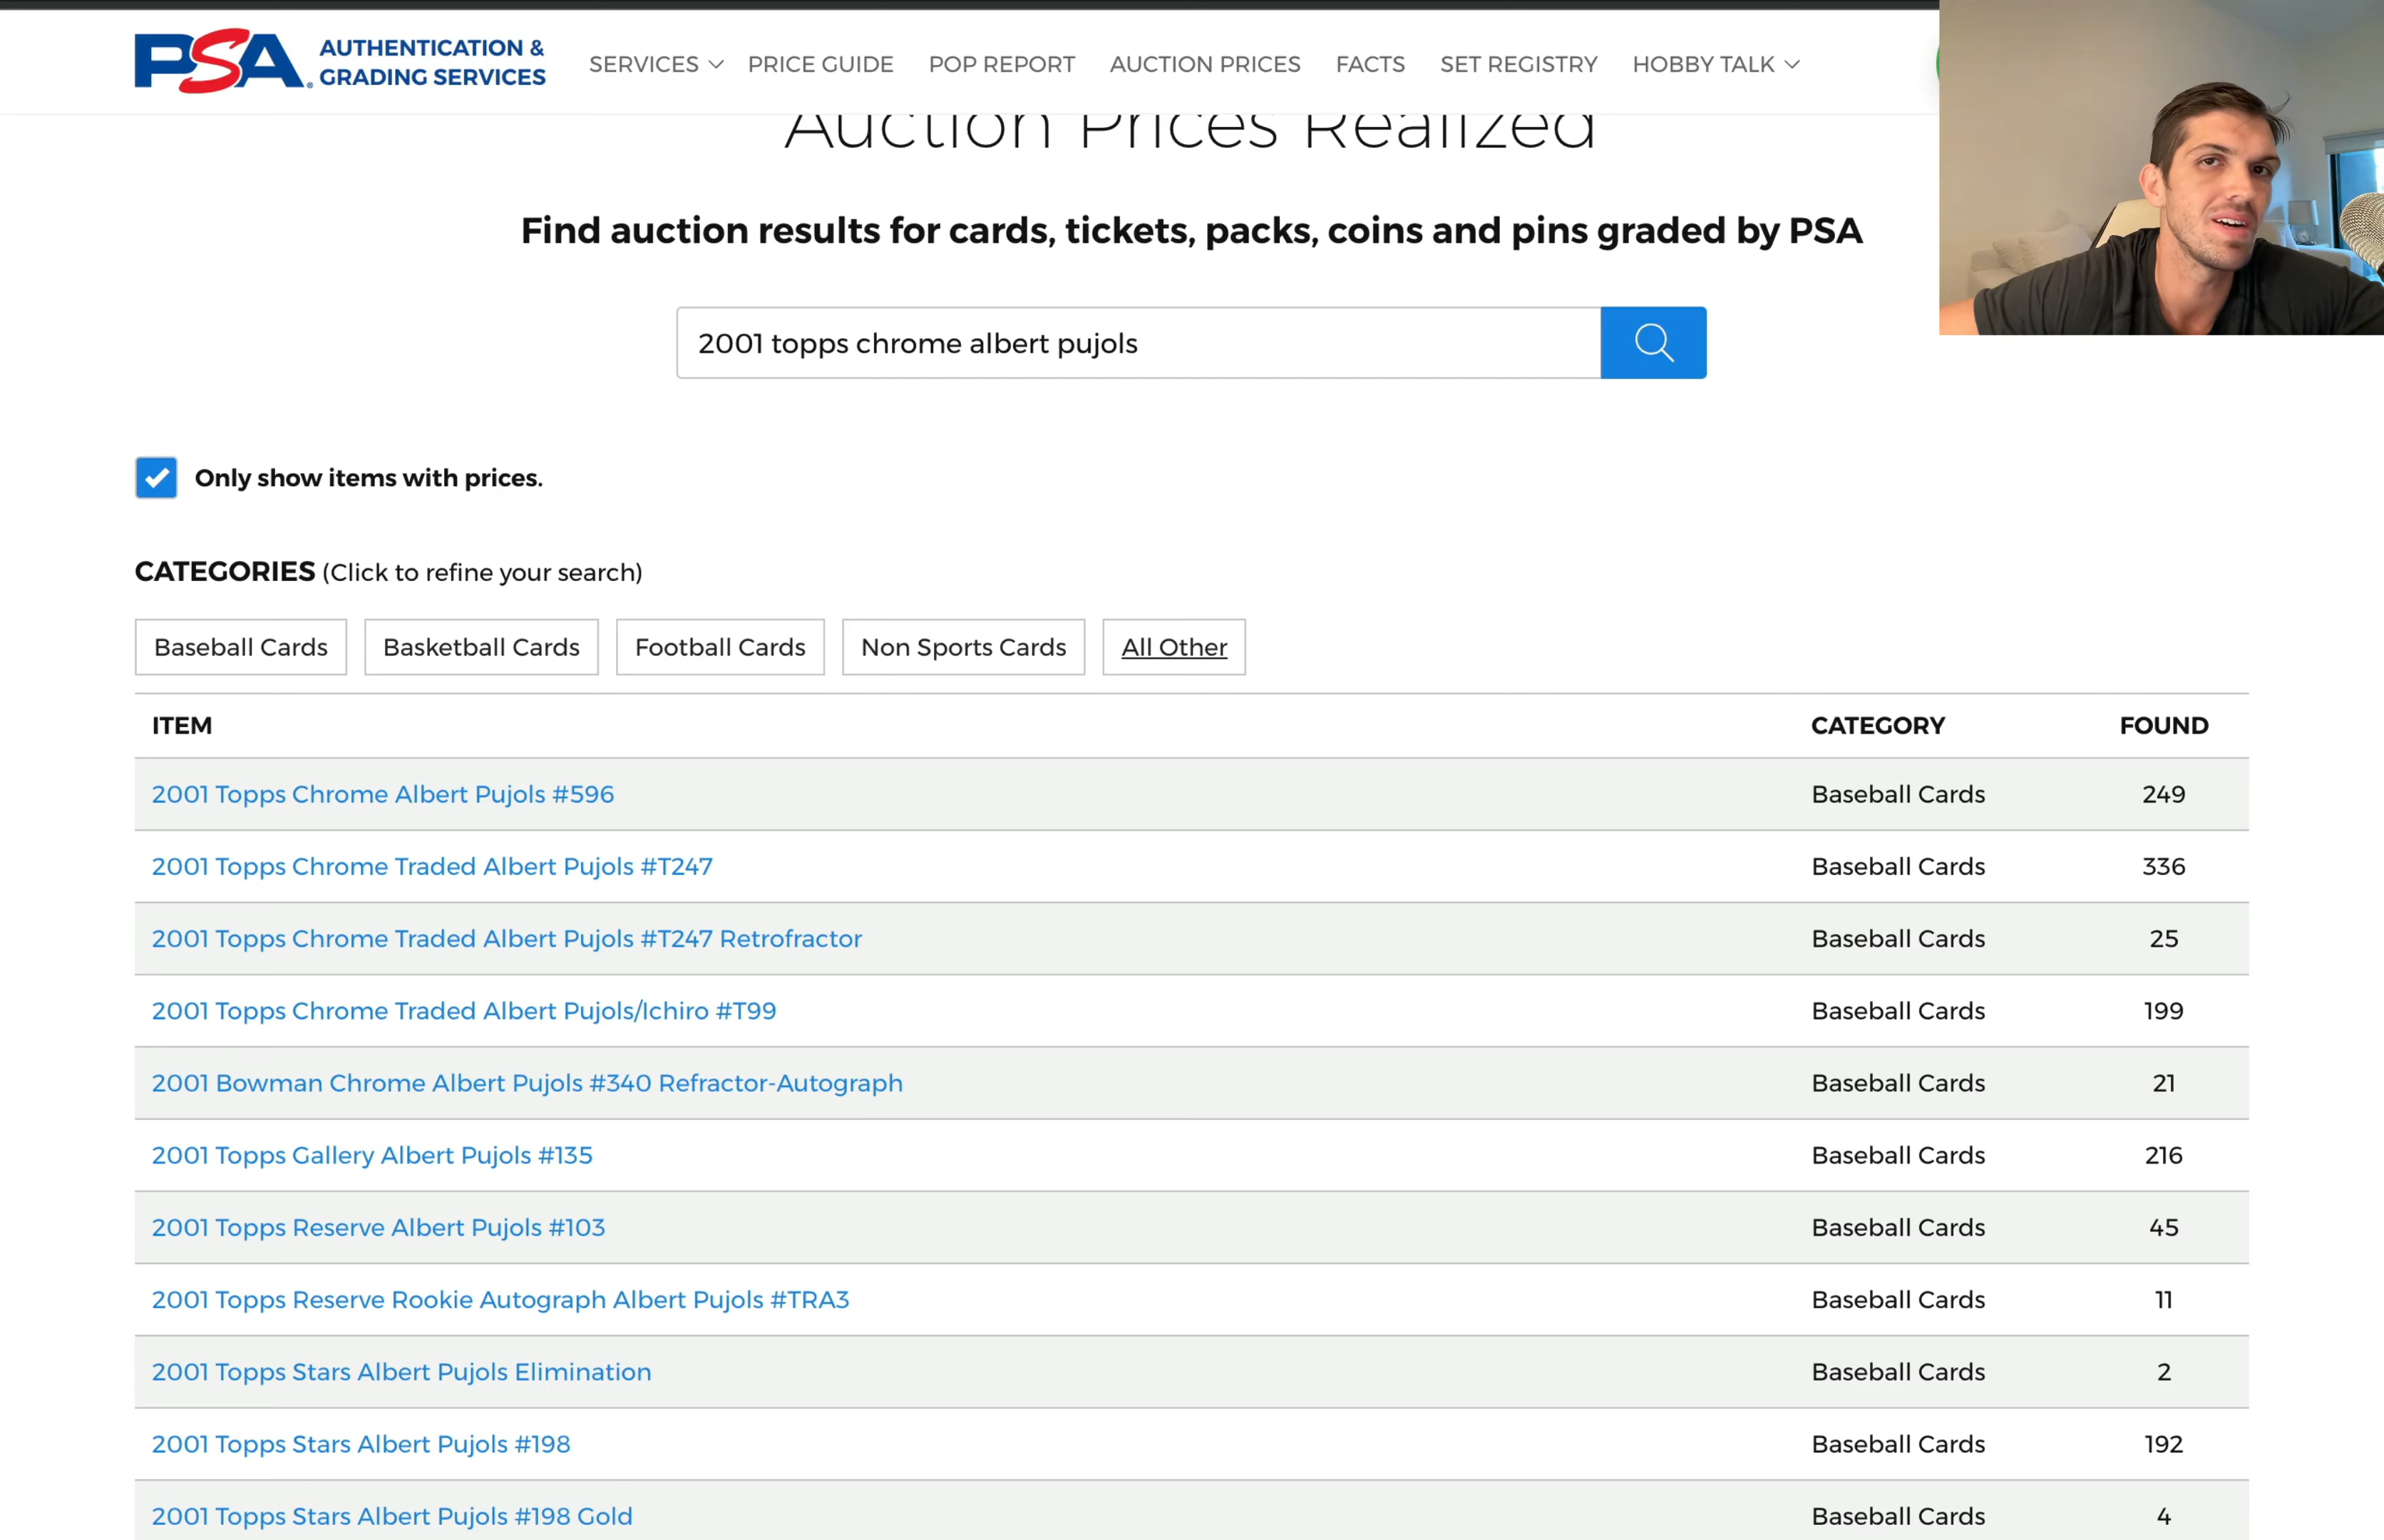 PSA AUTHENTICATION &
GRADING SERVICES
SERVICES PRICE GUIDE POP REPORT AUCTION PRICES FACTS SET REGISTRY HOBBY TALK
Auction Prices Realized
Find auction results for cards, tickets, packs, coins and pins graded by PSA
2001 topps chrome albert pujols
Only show items with prices.
CATEGORIES (Click to refine your search)
Baseball Cards Basketball Cards Football Cards Non Sports Cards All Other
ITEM CATEGORY FOUND
2001 Topps Chrome Albert Pujols #596 Baseball Cards 249
2001 Topps Chrome Traded Albert Pujols #T247 Baseball Cards 336
2001 Topps Chrome Traded Albert Pujols #T247 Retrofractor Baseball Cards 25
2001 Topps Chrome Traded Albert Pujols/Ichiro #T99 Baseball Cards 199
2001 Bowman Chrome Albert Pujols #340 Refractor-Autograph Baseball Cards 21
2001 Topps Gallery Albert Pujols #135 Baseball Cards 216
2001 Topps Reserve Albert Pujols #103 Baseball Cards 45
2001 Topps Reserve Rookie Autograph Albert Pujols #TRA3 Baseball Cards 11
2001 Topps Stars Albert Pujols Elimination Baseball Cards 2
2001 Topps Stars Albert Pujols #198 Baseball Cards 192
2001 Topps Stars Albert Pujols #198 Gold Baseball Cards 4